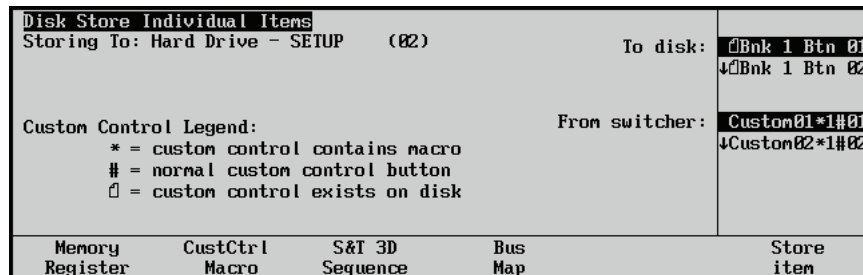 Disk Store Individual Items
Storing To: Hard Drive - SETUP (02)
To disk: Bnk 1 Btn 01
↓Bnk 1 Btn 02
Custom Control Legend:
From switcher: Custom01*1#01
↓Custom02*1#02
* = custom control contains macro
# = normal custom control button
= custom control exists on disk
Memory Register
CustCtrl Macro
S&T 3D Sequence
Bus Map
Store item